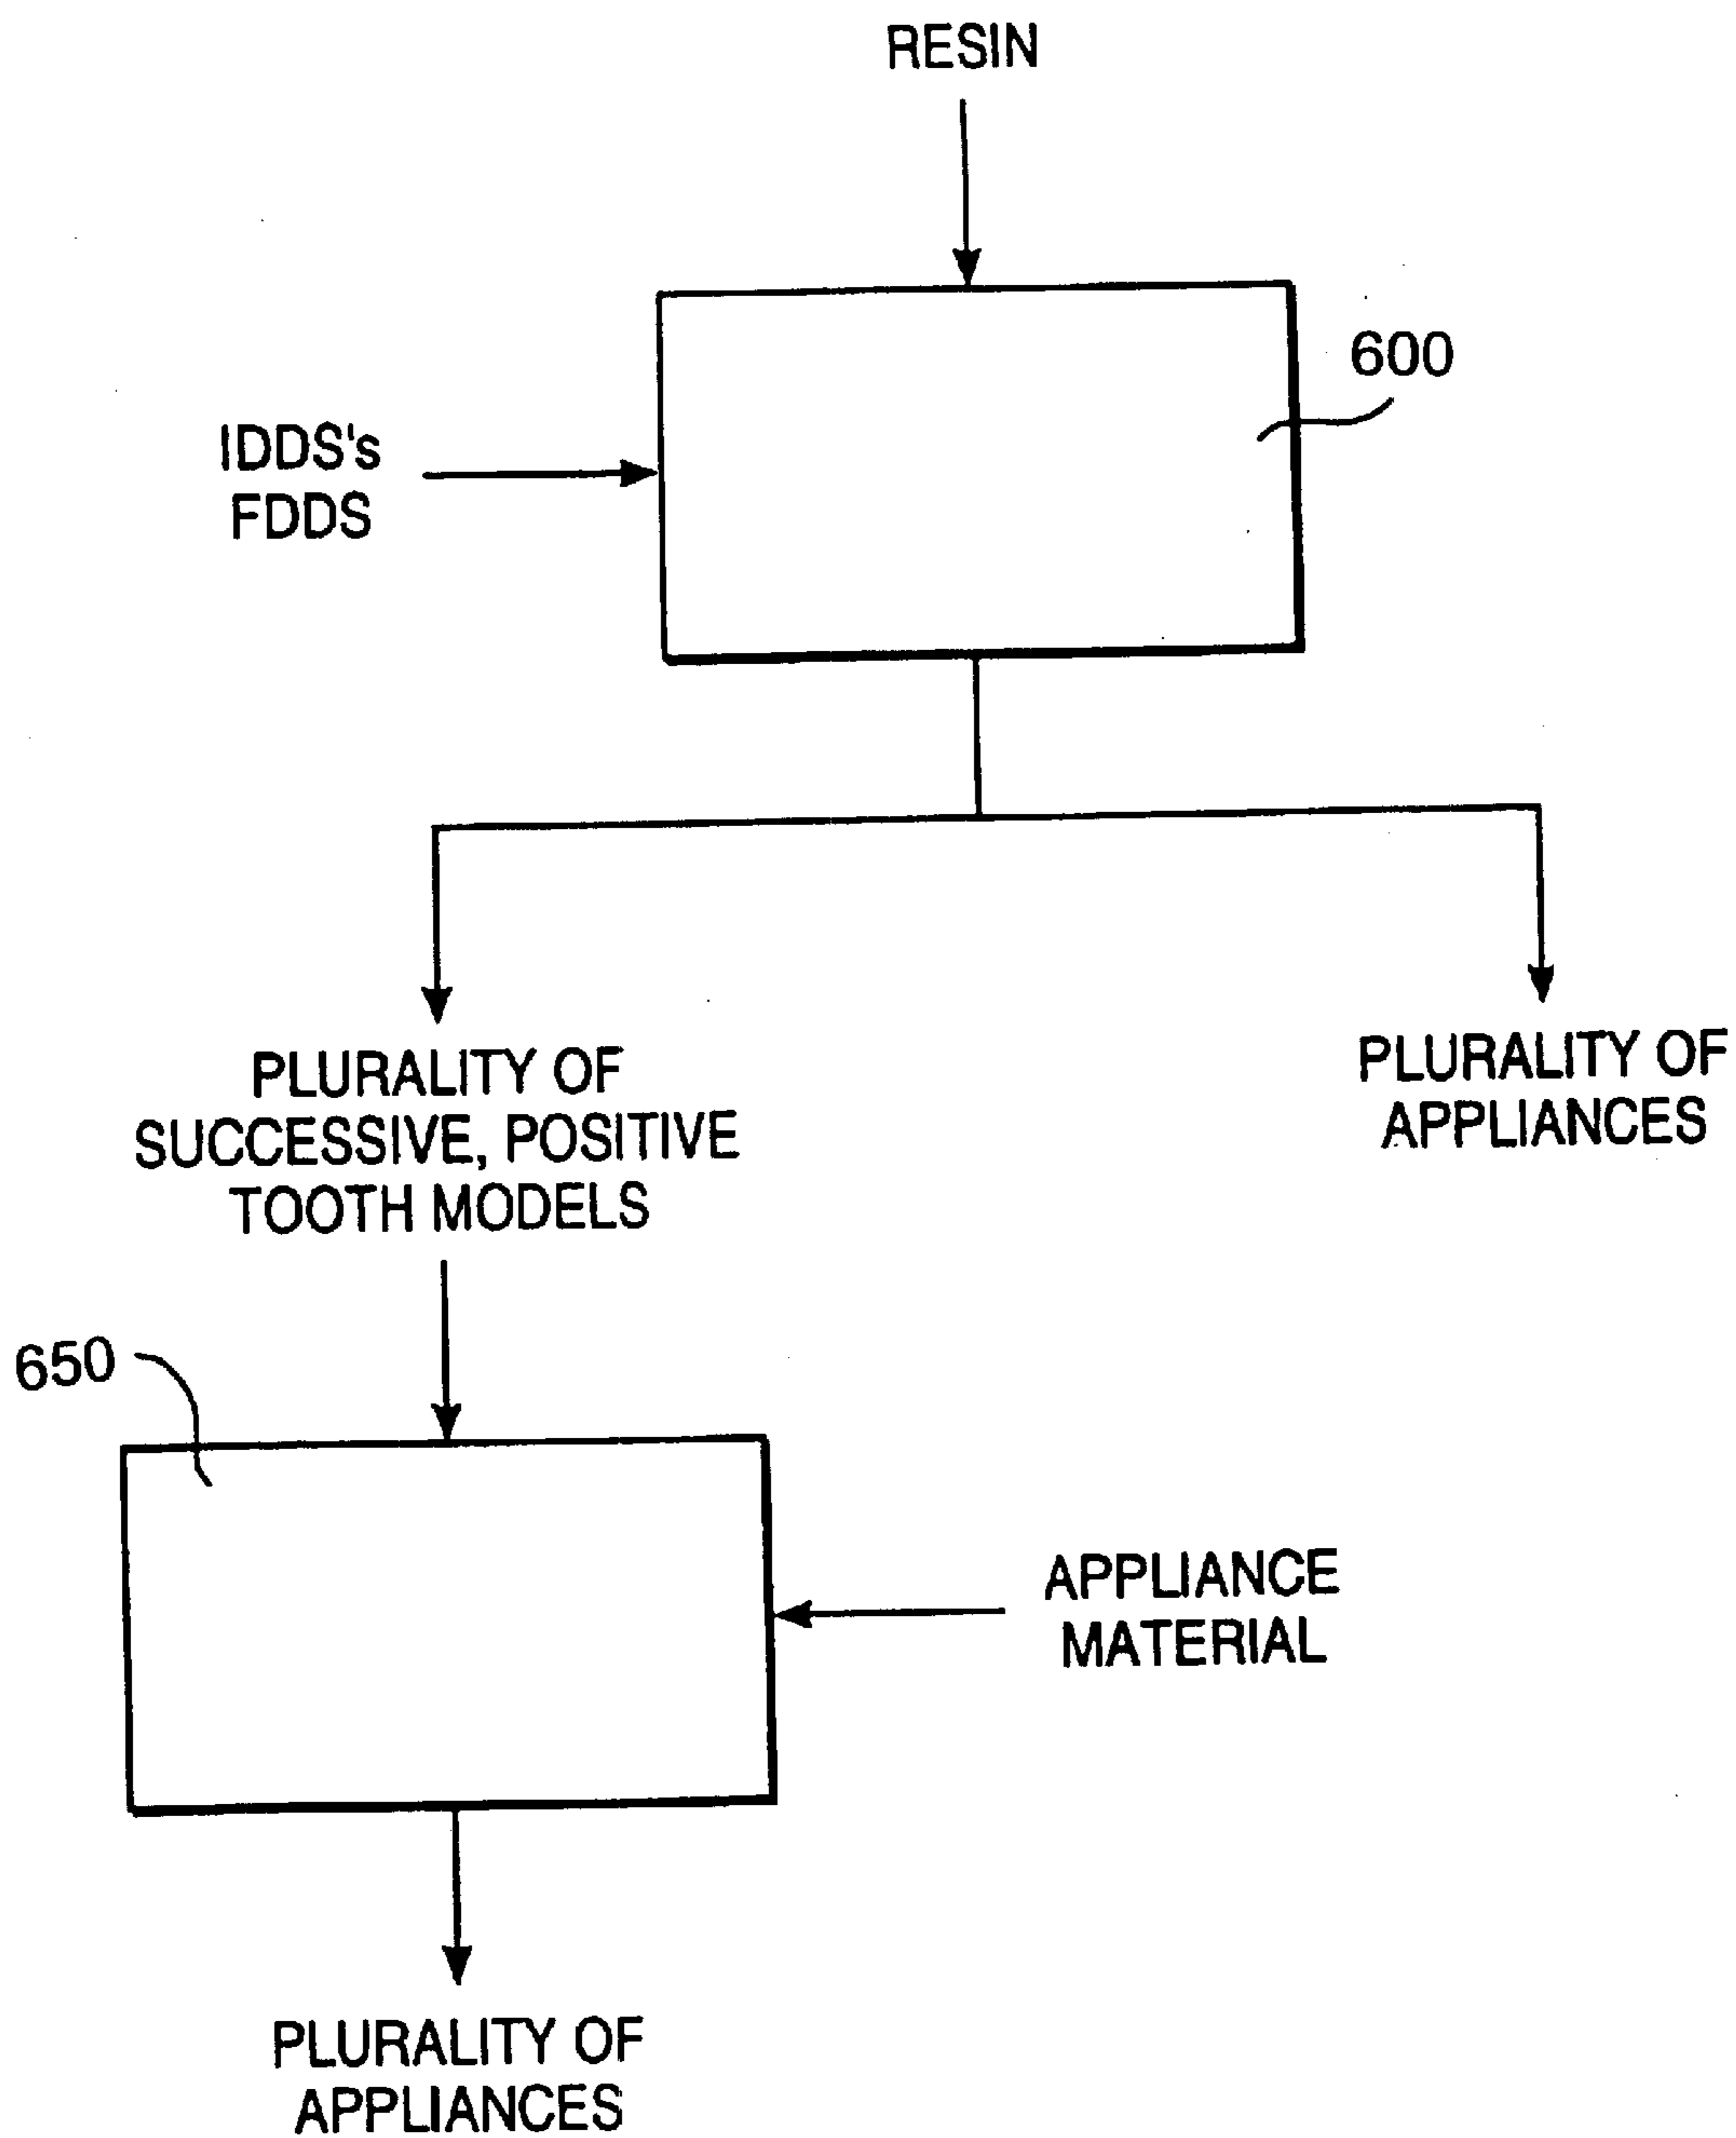 RESIN
600
IDDS's
FDDS
PLURALITY OF
SUCCESSIVE, POSITIVE
TOOTH MODELS
PLURALITY OF
APPLIANCES
650
APPLIANCE
MATERIAL
PLURALITY OF
APPLIANCES